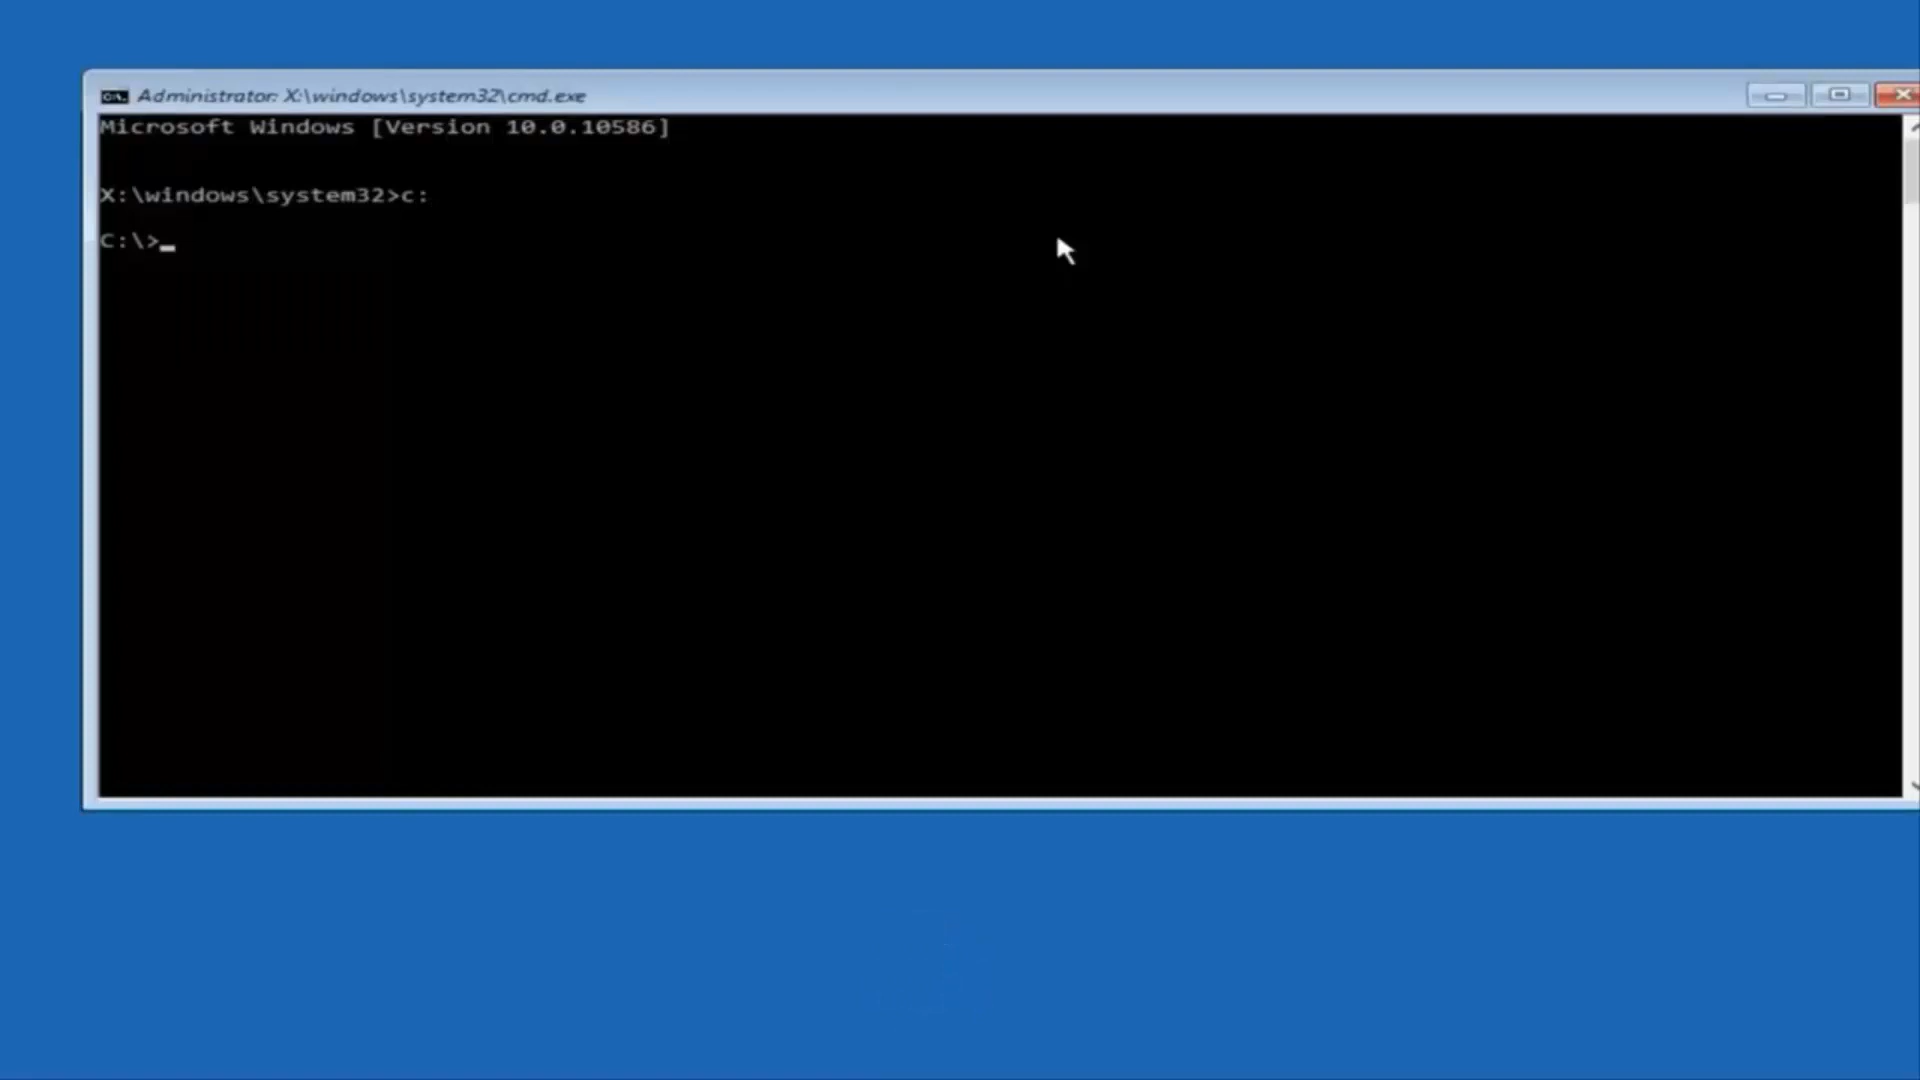 Administrator: X:\windows\system32\cmd.exe
Microsoft Windows [Version 10.0.10586]
X:\windows\system32>c:
C:\>_